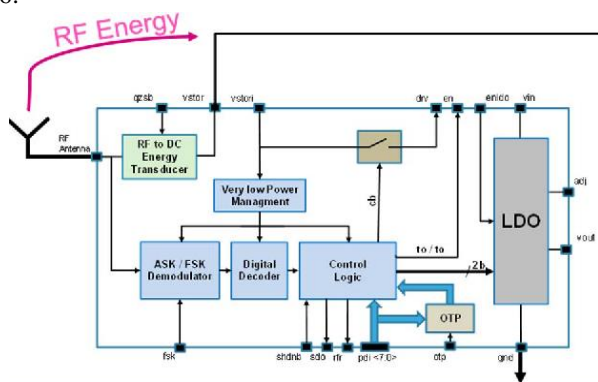 RF Energy
qzsb vstor vstori drv en enldo vin
RF
Antenna
RF to DC
Energy
Transducer
Very low Power
Managment
cb
adj
LDO
vout
to / to
2b
ASK / FSK
Demodulator
Digital
Decoder
Control
Logic
OTP
fsk shdnb sdo rfr pdi <7:0> otp gnd